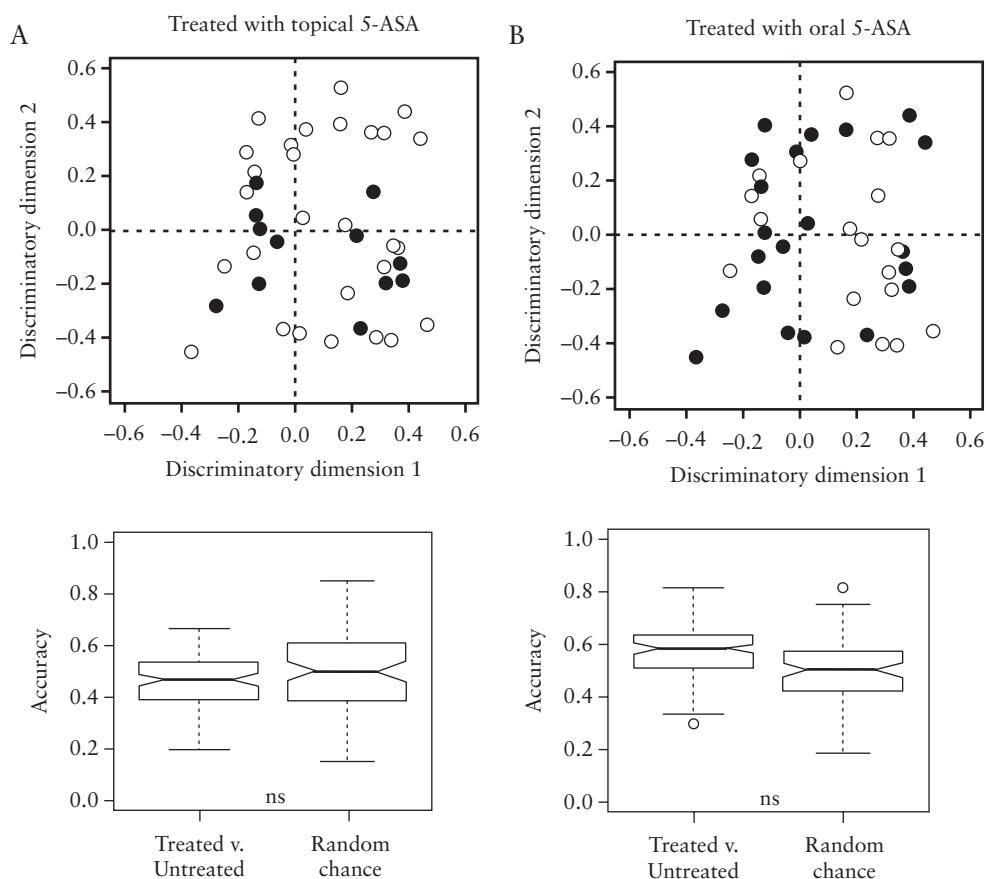 A
Treated with topical 5-ASA
Discriminatory dimension 2
0.6
0.4
0.2
0.0
−0.2
−0.4
−0.6
−0.6 −0.4 −0.2 0.0 0.2 0.4 0.6
Discriminatory dimension 1
B
Treated with oral 5-ASA
Discriminatory dimension 2
0.6
0.4
0.2
0.0
−0.2
−0.4
−0.6
−0.6 −0.4 −0.2 0.0 0.2 0.4 0.6
Discriminatory dimension 1
Accuracy
1.0
0.8
0.6
0.4
0.2
0.0
ns
Treated v.
Untreated
Random
chance
Accuracy
1.0
0.8
0.6
0.4
0.2
0.0
ns
Treated v.
Untreated
Random
chance